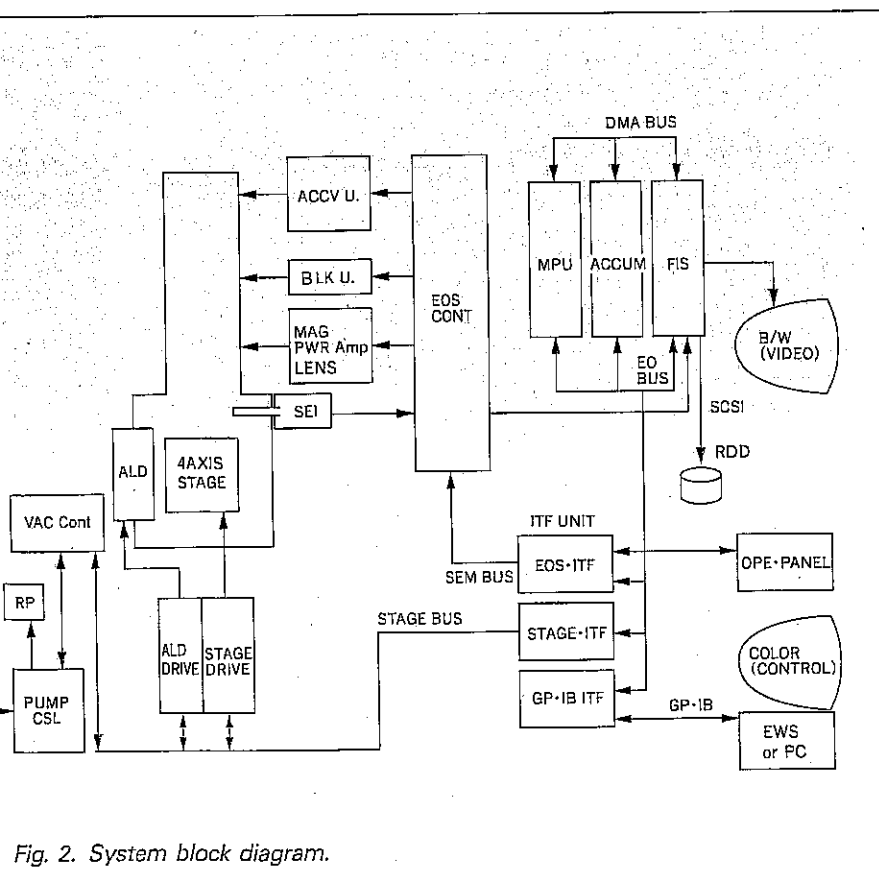 DMA BUS
ACCV U.
MPU
ACCUM
FIS
BLK U.
EOS
CONT
MAG
PWR Amp
LENS
B/W
(VIDEO)
EO
BUS
SEI
SCSI
ALD
4AXIS
STAGE
RDD
VAC Cont
ITF UNIT
EOS・ITF
OPE・PANEL
SEM BUS
RP
STAGE BUS
STAGE・ITF
ALD
DRIVE
STAGE
DRIVE
COLOR
(CONTROL)
PUMP
CSL
GP・IB ITF
GP・IB
EWS
or PC
Fig. 2. System block diagram.